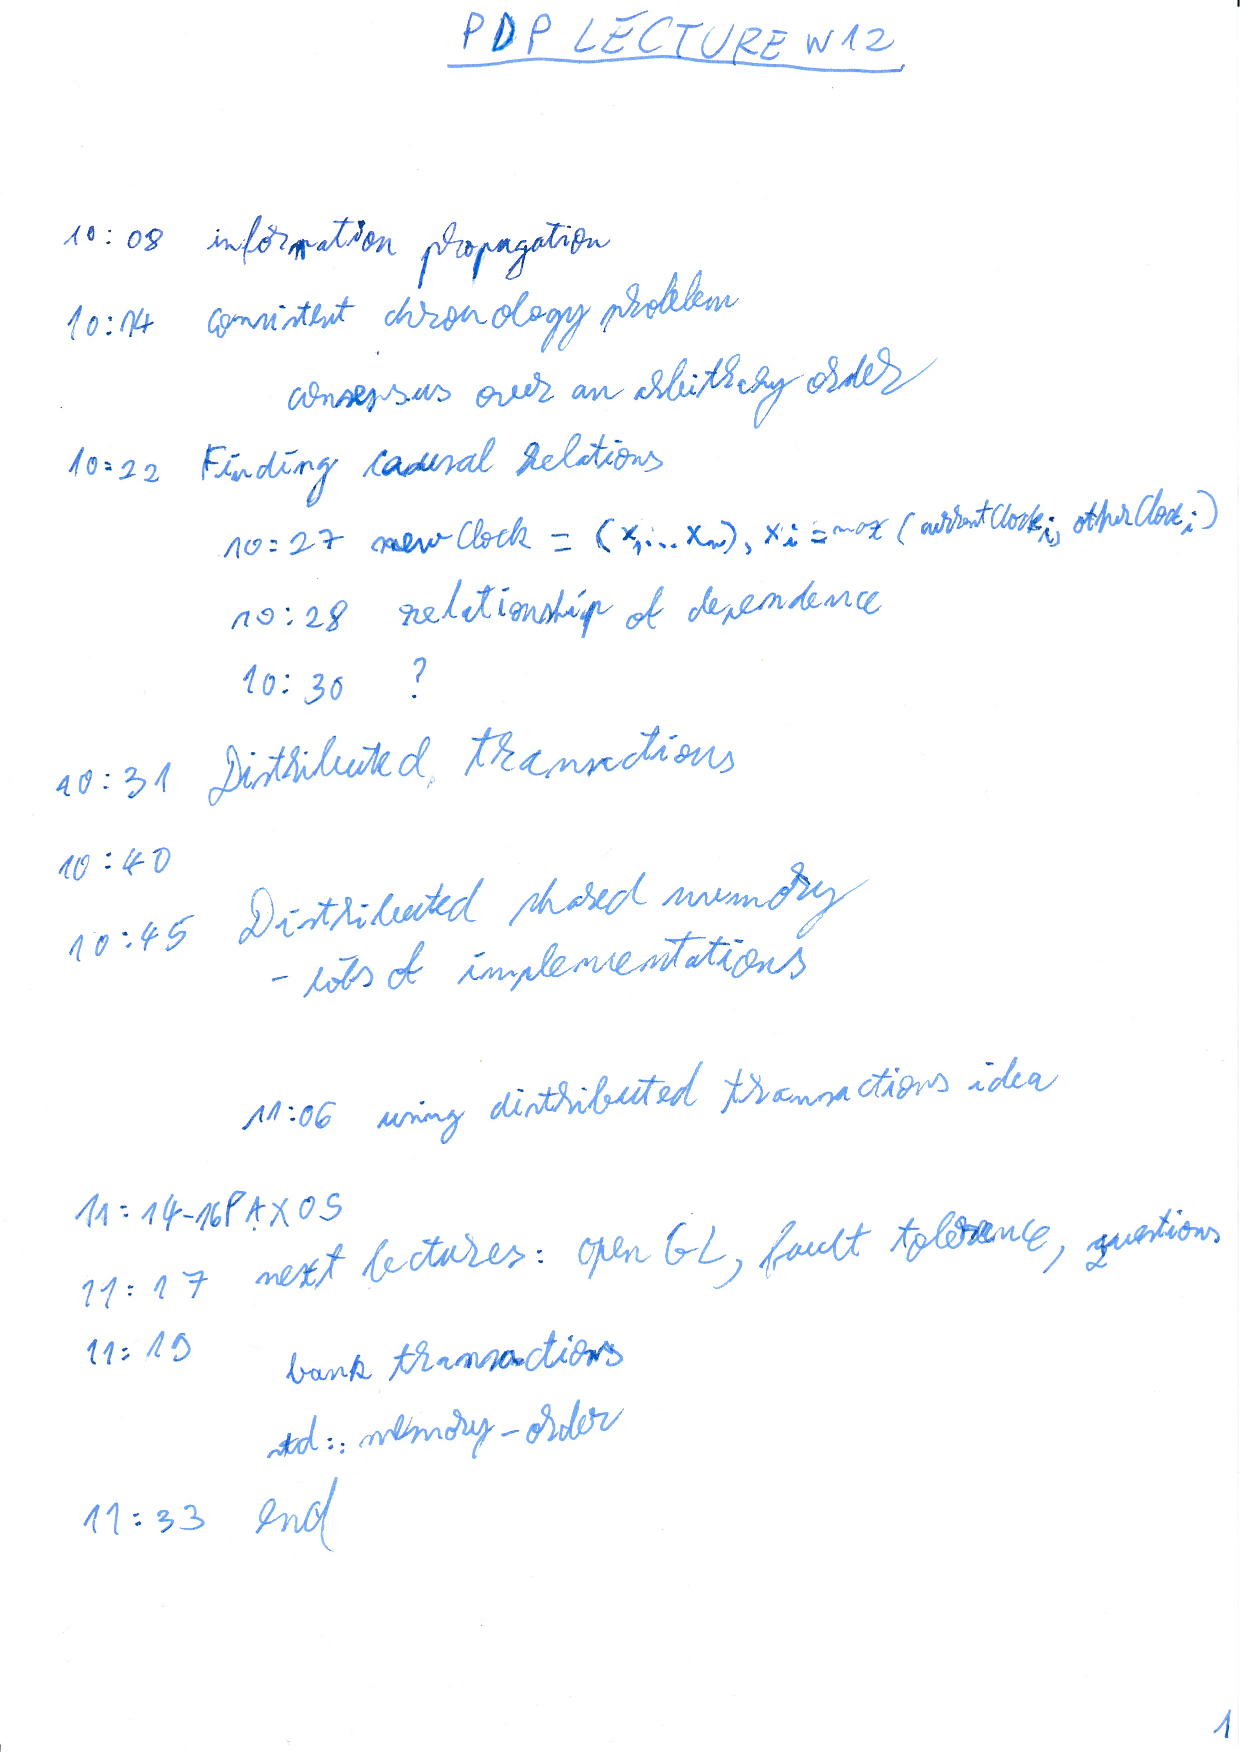 PDP LECTURE W12
10:08 information propagation
10:14 consistent chronology problem
consensus over an arbitrary order
10:22 Finding causal relations
10:27 newClock = (x1...xn), xi = max (currentClocki, otherClocki)
10:28 relationship of dependence
10:30 ?
10:31 Distributed transactions
10:40
10:45 Distributed shared memory
- lots of implementations
11:06 using distributed transactions idea
11:14-16 PAXOS
11:17 next lectures: open GL, fault tolerance, questions
11:19
bank transactions
std:: memory-order
11:33 end
1